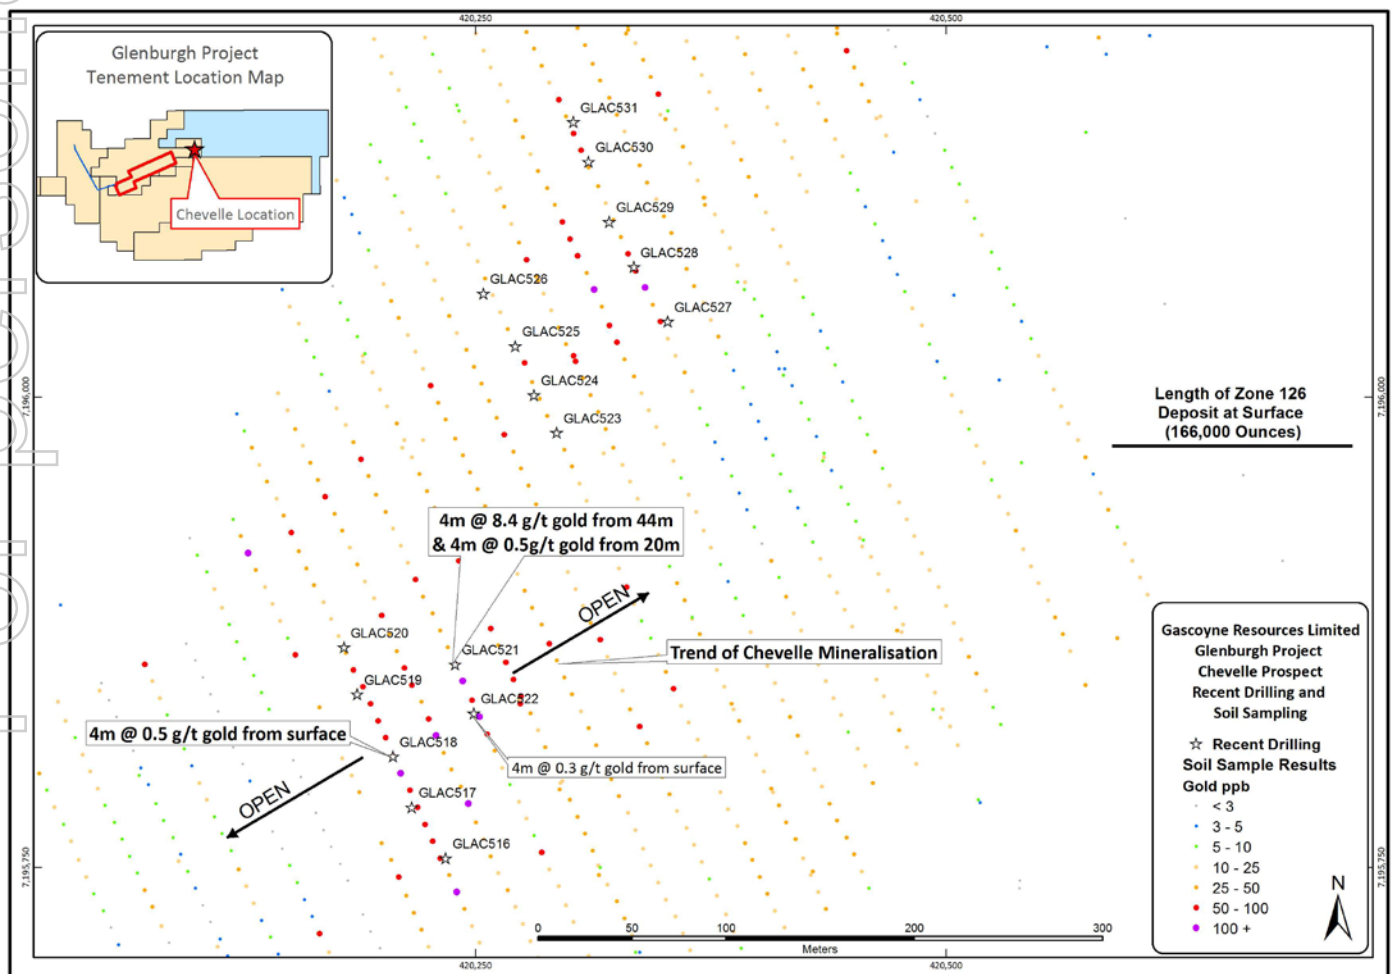 420,250
420,500
Glenburgh Project
Tenement Location Map
Chevelle Location
GLAC531
GLAC530
GLAC529
GLAC528
GLAC526
GLAC527
GLAC525
GLAC524
GLAC523
7,196,000
7,196,000
Length of Zone 126
Deposit at Surface
(166,000 Ounces)
4m @ 8.4 g/t gold from 44m
& 4m @ 0.5g/t gold from 20m
OPEN
GLAC520
GLAC521
Trend of Chevelle Mineralisation
GLAC519
GLAC522
4m @ 0.5 g/t gold from surface
GLAC518
4m @ 0.3 g/t gold from surface
OPEN
GLAC517
GLAC516
7,195,750
7,195,750
Gascoyne Resources Limited
Glenburgh Project
Chevelle Prospect
Recent Drilling and
Soil Sampling
Recent Drilling
Soil Sample Results
Gold ppb
< 3
3 - 5
5 - 10
10 - 25
25 - 50
50 - 100
100 +
N
0 50 100 200 300
Meters
420,250
420,500